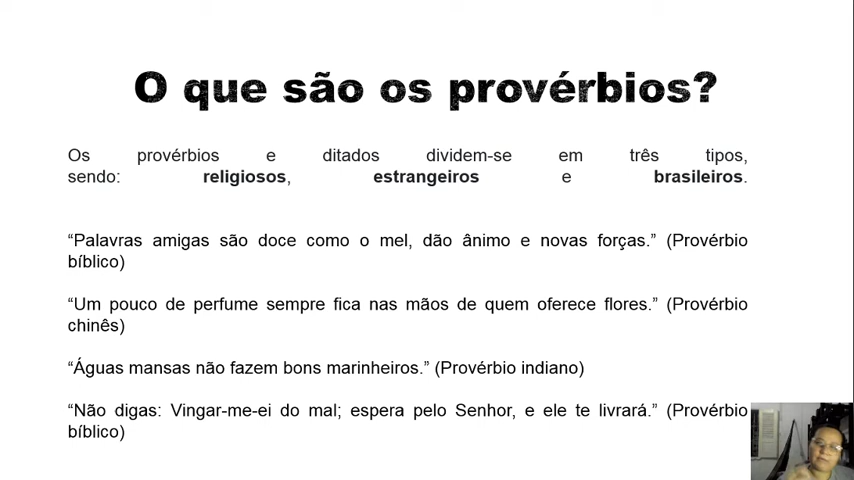 O que são os provérbios?
Os provérbios e ditados dividem-se em três tipos,
sendo: religiosos, estrangeiros e brasileiros.
“Palavras amigas são doce como o mel, dão ânimo e novas forças.” (Provérbio
bíblico)
“Um pouco de perfume sempre fica nas mãos de quem oferece flores.” (Provérbio
chinês)
“Águas mansas não fazem bons marinheiros.” (Provérbio indiano)
“Não digas: Vingar-me-ei do mal; espera pelo Senhor, e ele te livrará.” (Provérbio
bíblico)